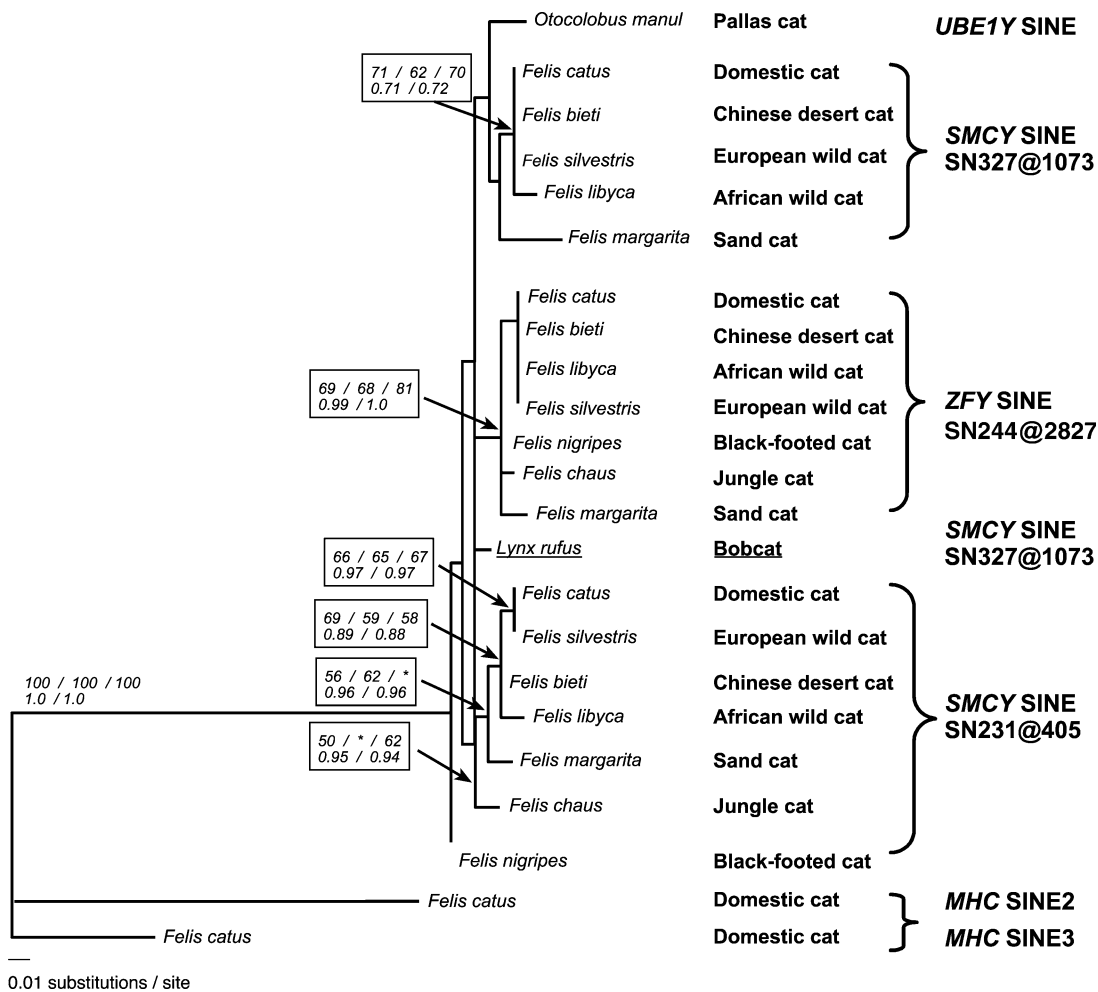 Otocolobus manul Pallas cat UBE1Y SINE
71 / 62 / 70
0.71 / 0.72
Felis catus Domestic cat
Felis bieti Chinese desert cat
SMCY SINE
SN327@1073
Felis silvestris European wild cat
Felis libyca African wild cat
Felis margarita Sand cat
Felis catus Domestic cat
Felis bieti Chinese desert cat
Felis libyca African wild cat
69 / 68 / 81
0.99 / 1.0
Felis silvestris European wild cat
ZFY SINE
SN244@2827
Felis nigripes Black-footed cat
Felis chaus Jungle cat
Felis margarita Sand cat
SMCY SINE
SN327@1073
Lynx rufus Bobcat
66 / 65 / 67
0.97 / 0.97
Felis catus Domestic cat
69 / 59 / 58
0.89 / 0.88
Felis silvestris European wild cat
56 / 62 / *
0.96 / 0.96
Felis bieti Chinese desert cat
100 / 100 / 100
1.0 / 1.0
Felis libyca African wild cat
SMCY SINE
SN231@405
50 / * / 62
0.95 / 0.94
Felis margarita Sand cat
Felis chaus Jungle cat
Felis nigripes Black-footed cat
Felis catus Domestic cat MHC SINE2
Felis catus Domestic cat MHC SINE3
0.01 substitutions / site